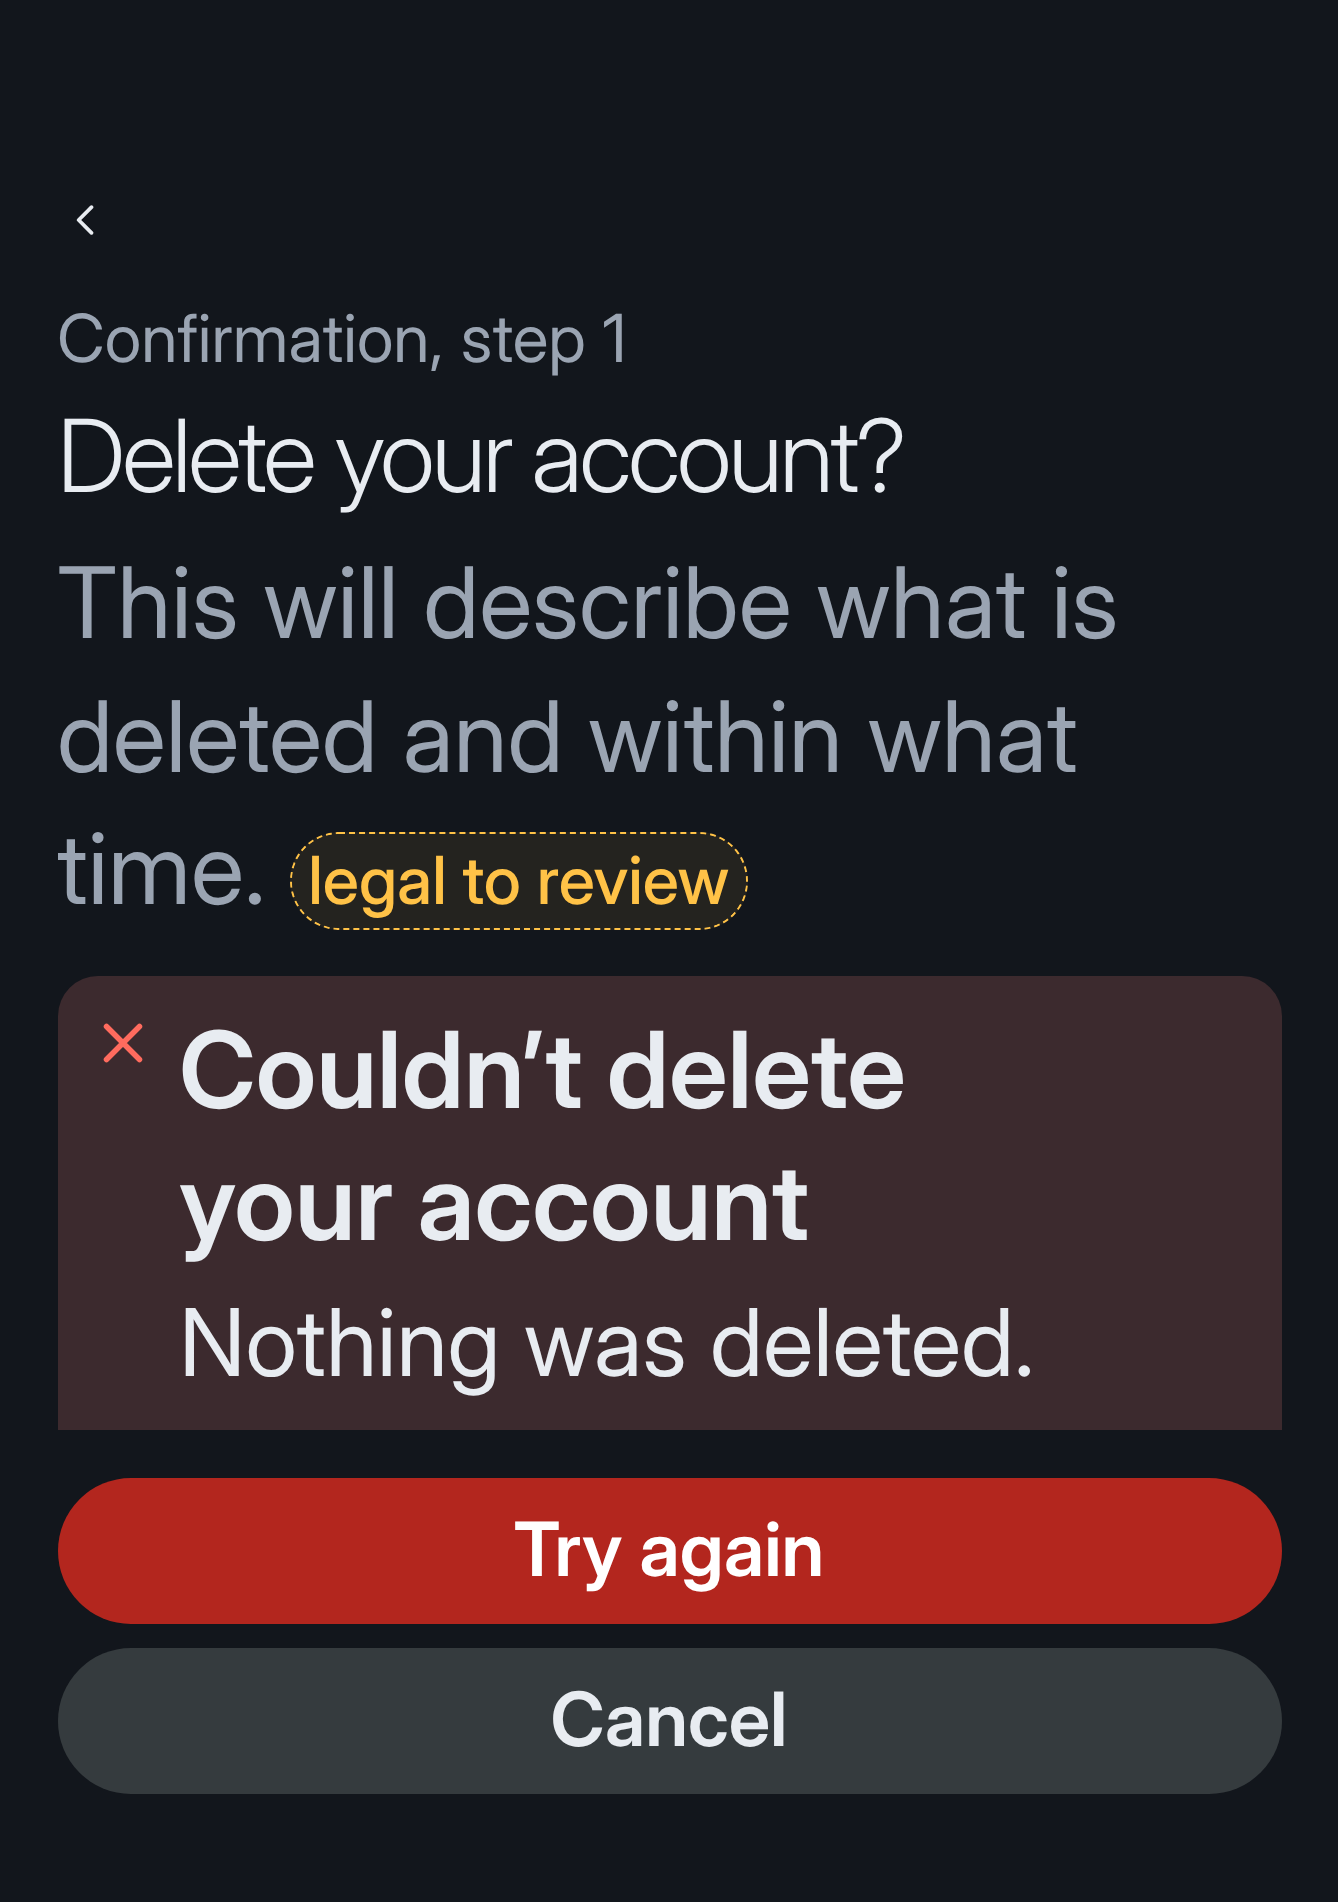 Confirmation, step 1
Delete your account?
This will describe what is
deleted and within what
time. legal to review
Couldn’t delete
your account
Nothing was deleted.
Try again
Cancel